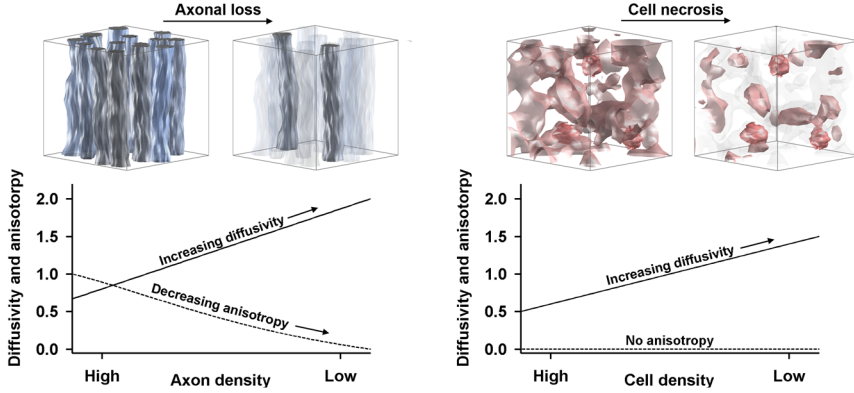 Axonal loss
Cell necrosis
Diffusivity and anisotorpy
2.0
1.5
1.0
0.5
0.0
Increasing diffusivity
Decreasing anisotropy
High
Axon density
Low
Diffusivity and anisotorpy
2.0
1.5
1.0
0.5
0.0
Increasing diffusivity
No anisotropy
High
Cell density
Low